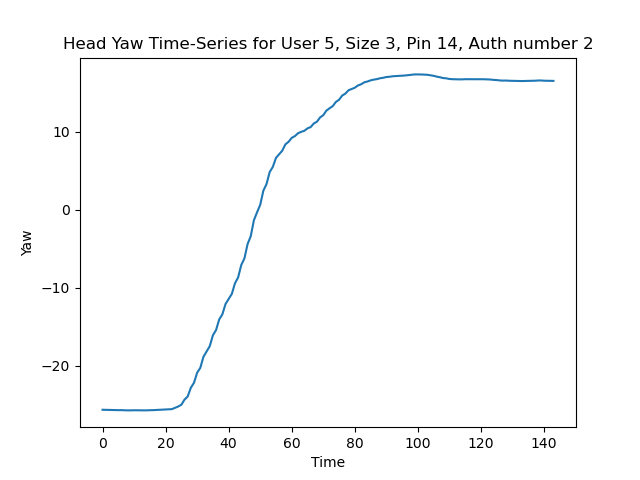 Head Yaw Time-Series for User 5, Size 3, Pin 14, Auth number 2
10
0
−10
−20
Yaw
0 20 40 60 80 100 120 140
Time